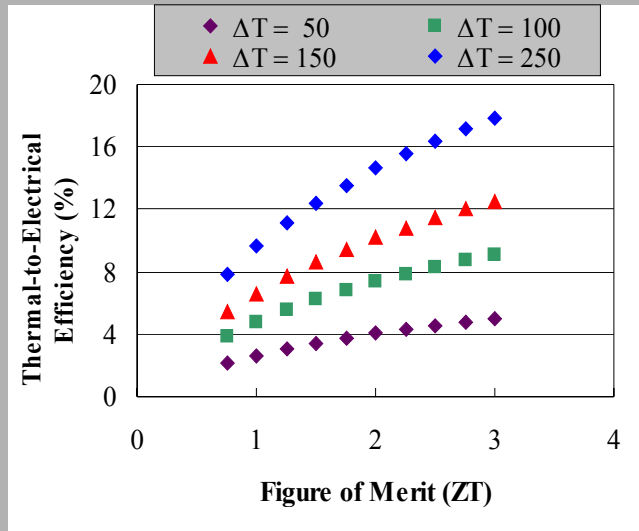 ΔT = 50
ΔT = 100
ΔT = 150
ΔT = 250
Thermal-to-Electrical
Efficiency (%)
20
16
12
8
4
0
0 1 2 3 4
Figure of Merit (ZT)